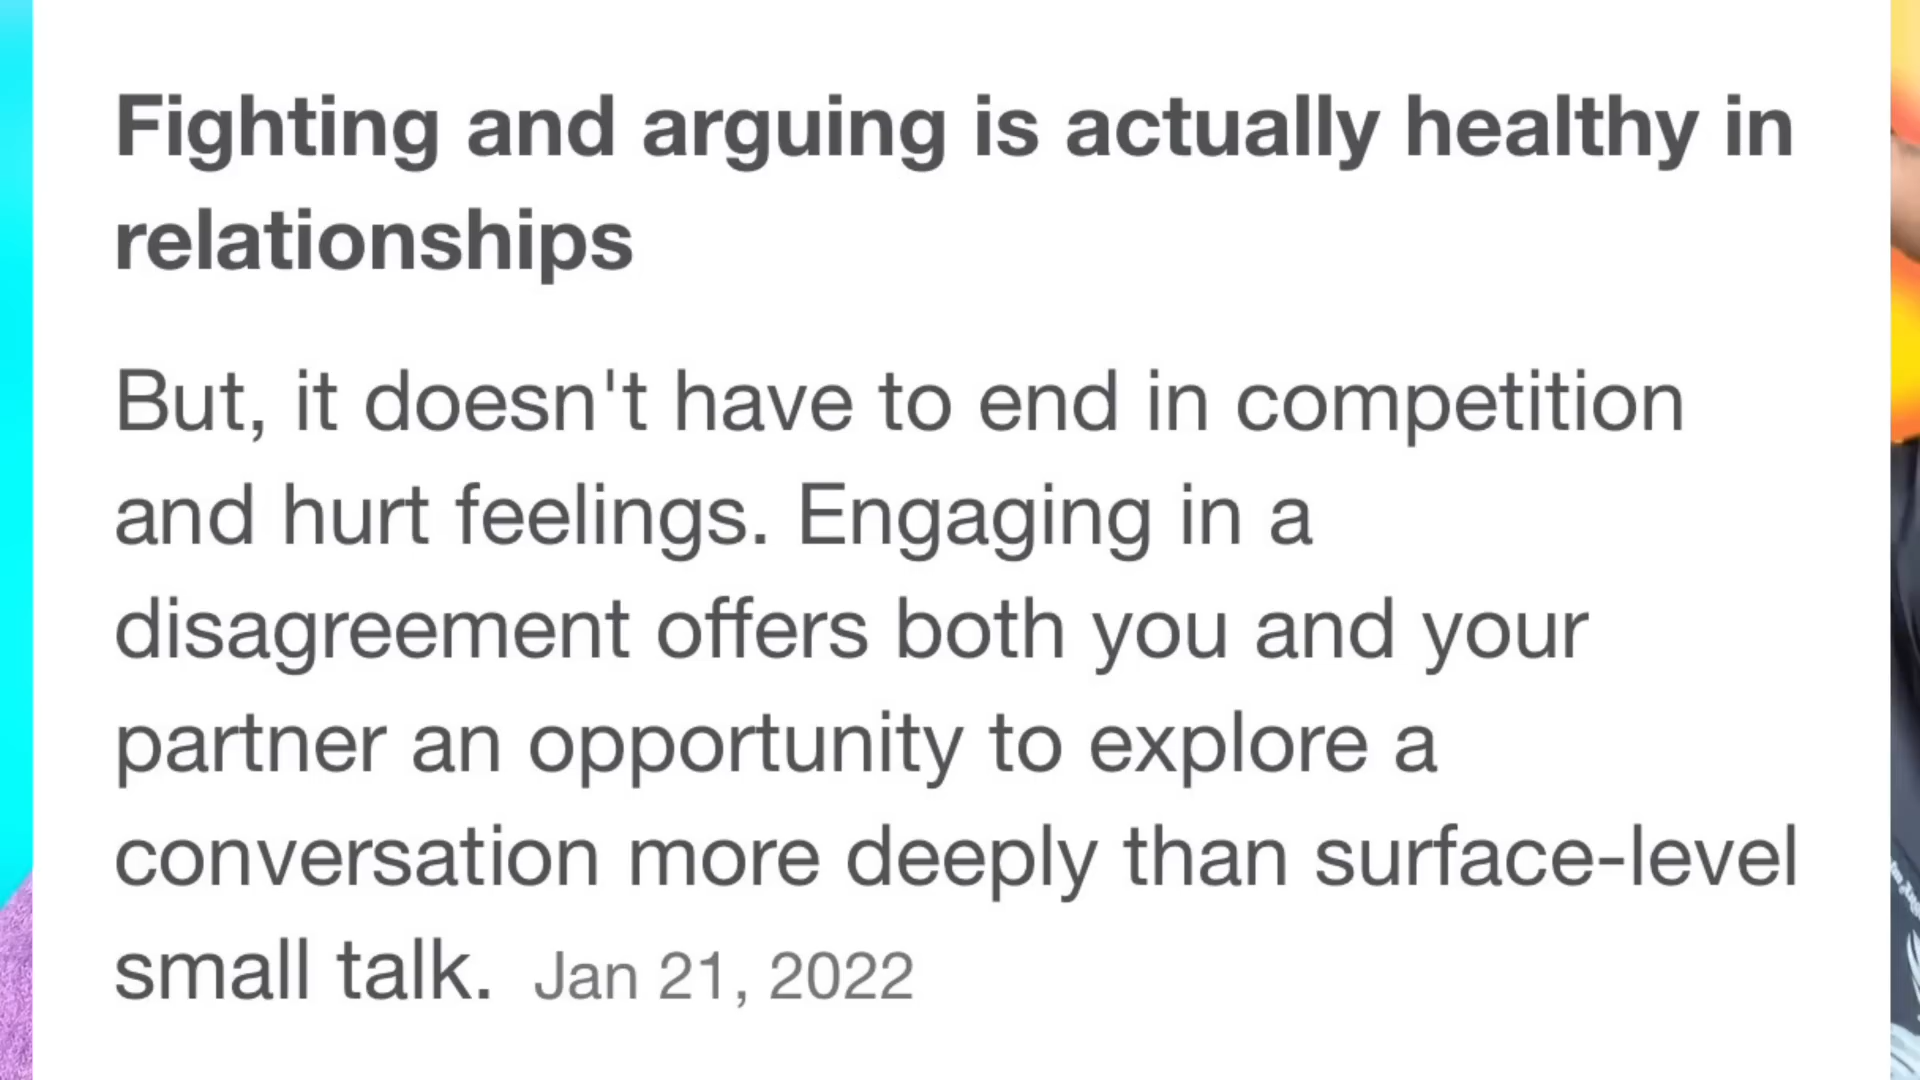 Fighting and arguing is actually healthy in
relationships
But, it doesn't have to end in competition
and hurt feelings. Engaging in a
disagreement offers both you and your
partner an opportunity to explore a
conversation more deeply than surface-level
small talk. Jan 21, 2022